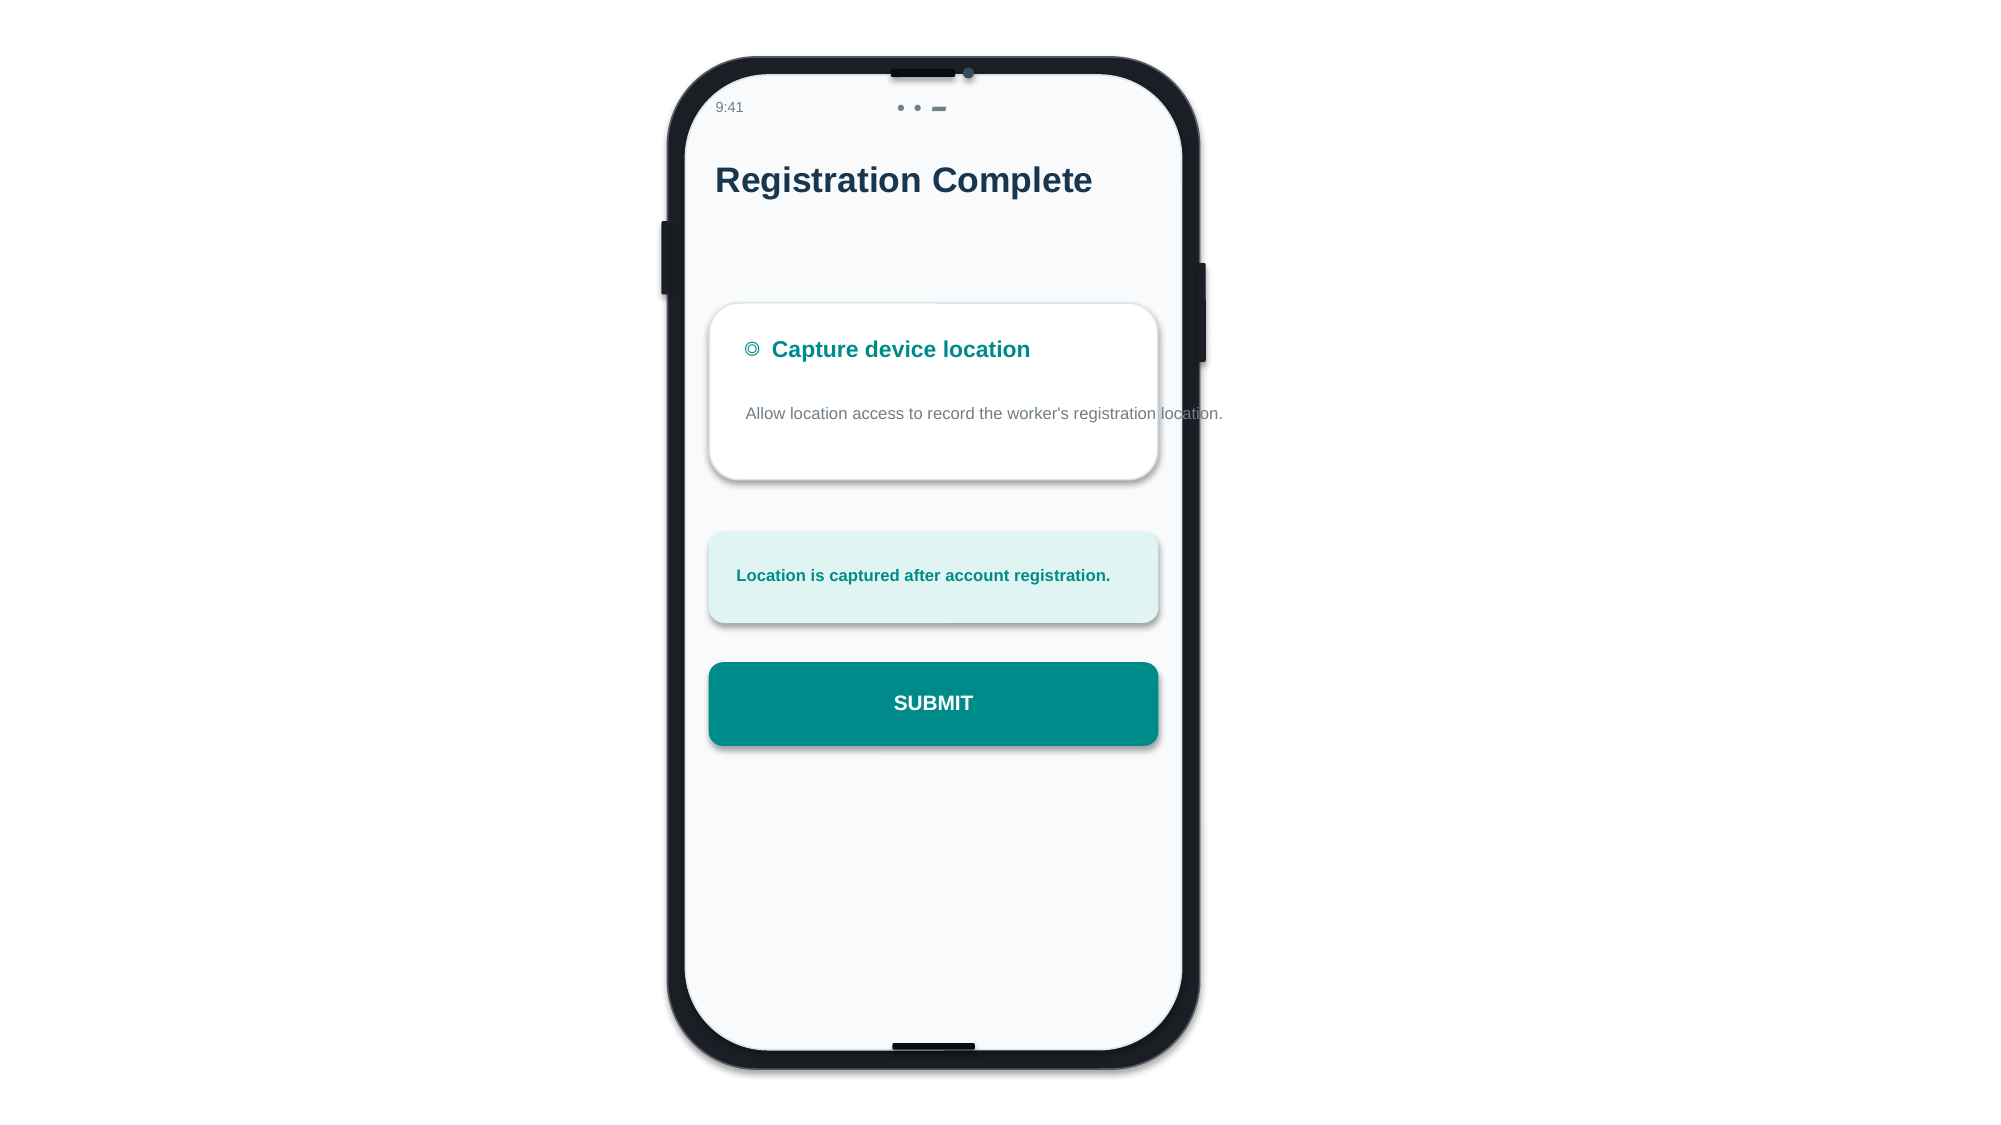 9:41
Registration Complete
Capture device location
Allow location access to record the worker's registration location.
Location is captured after account registration.
SUBMIT